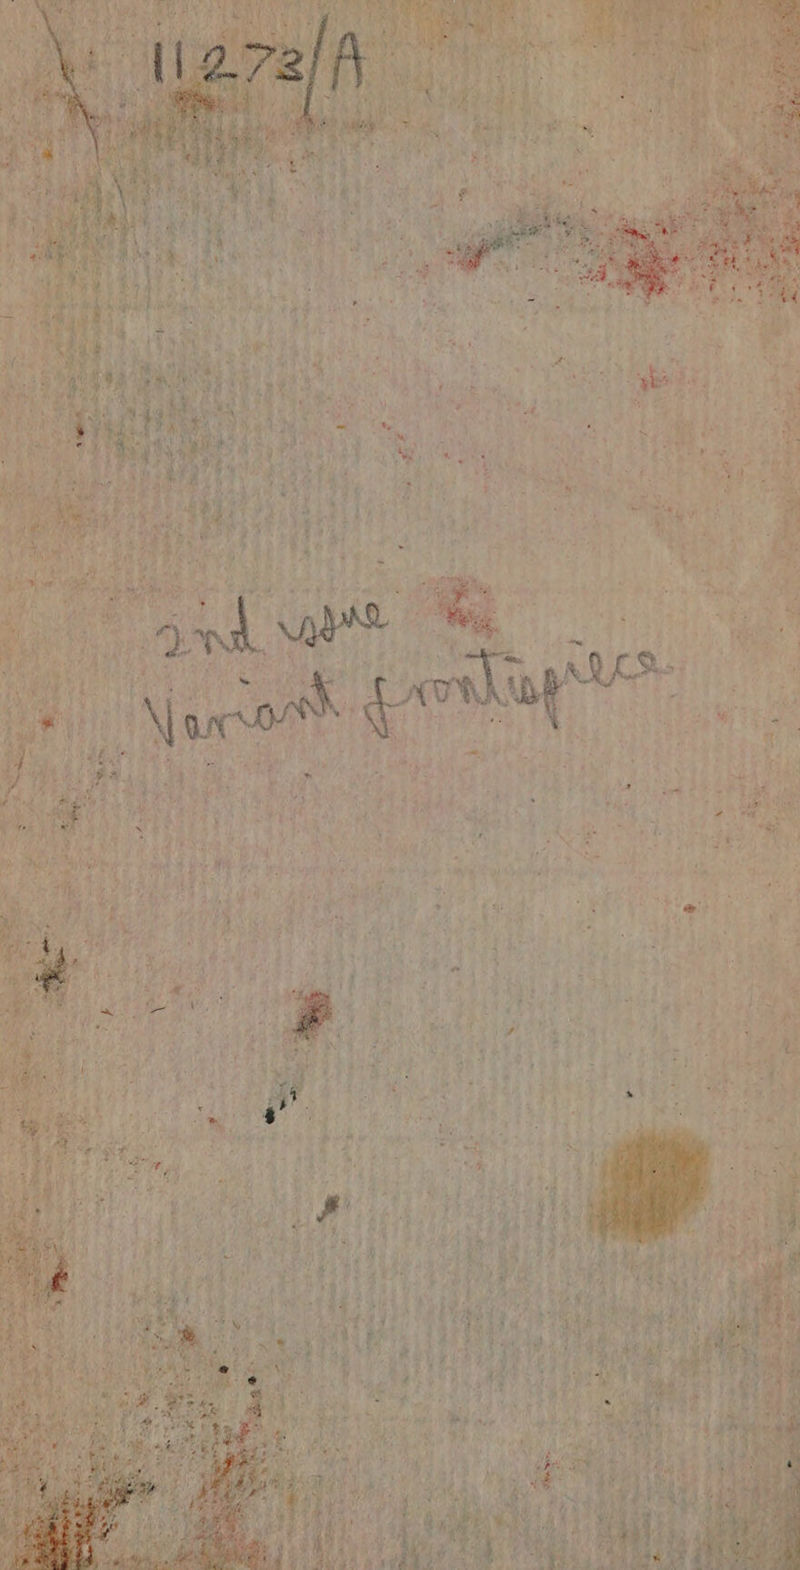 11273/A
2nd issue
Variant frontispiece